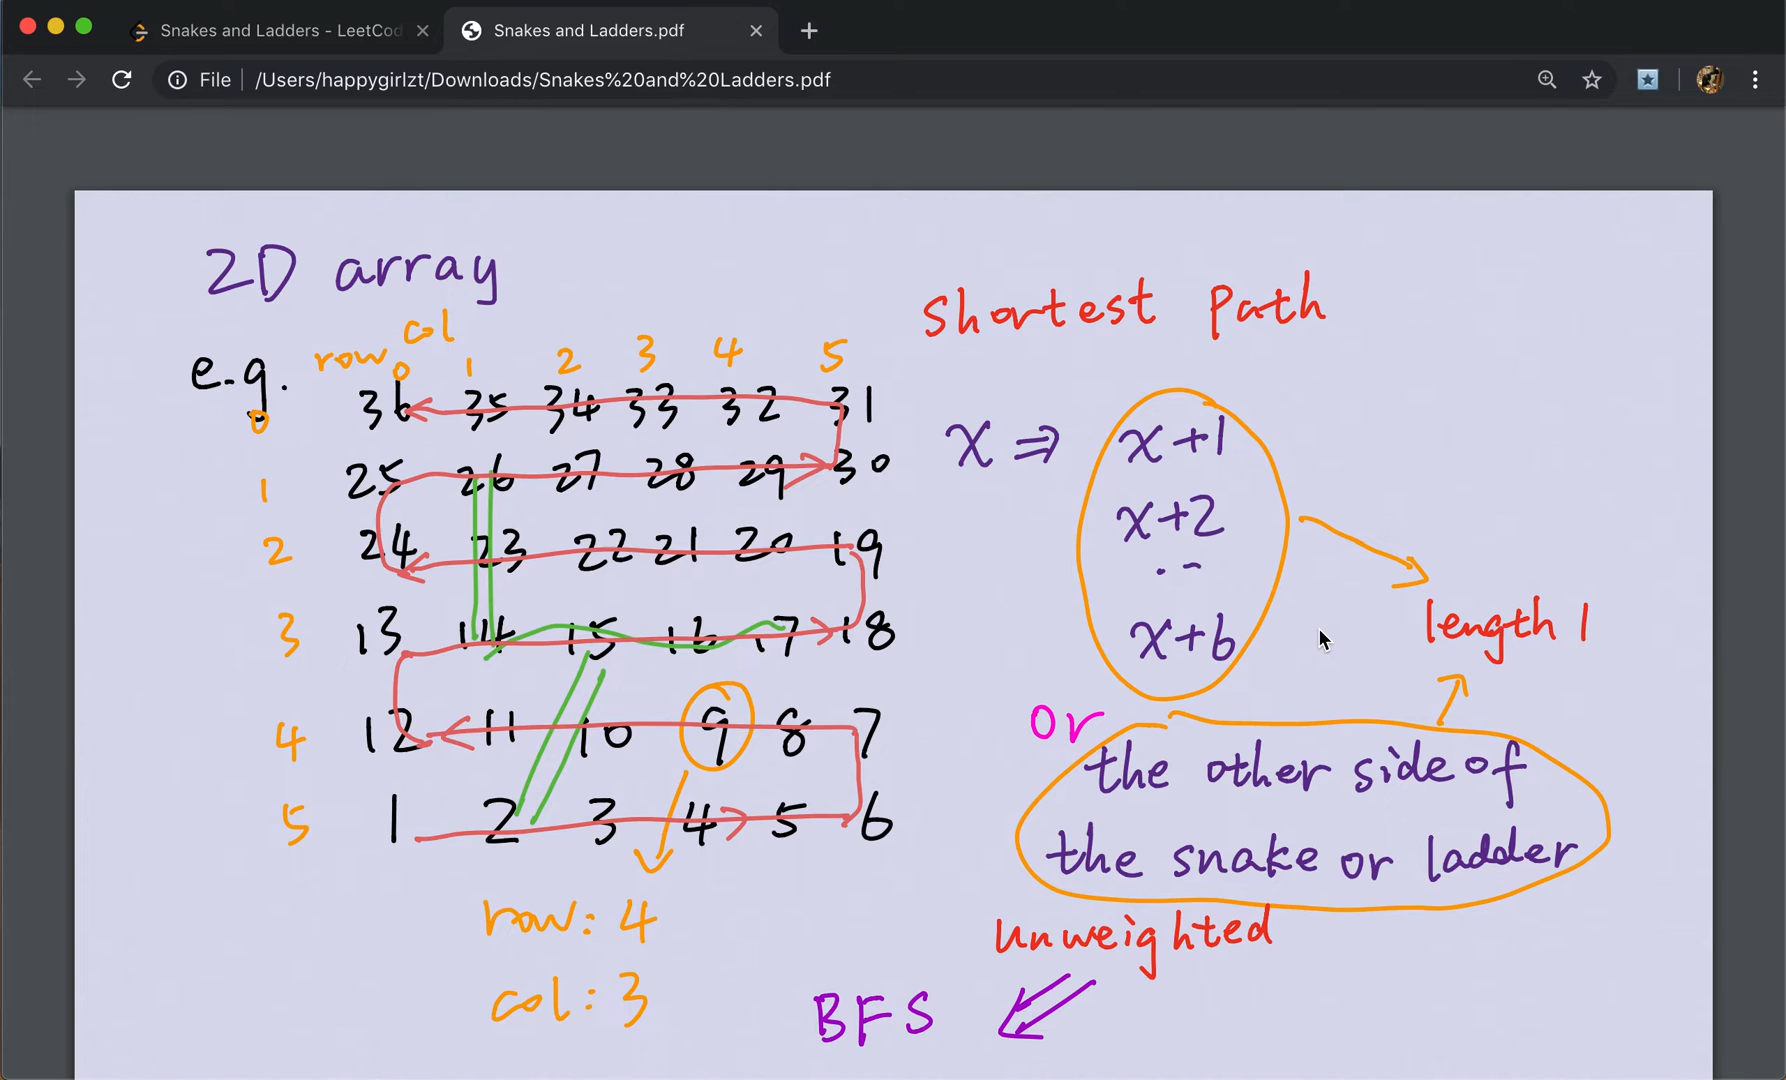 Snakes and Ladders - LeetCod
Snakes and Ladders.pdf
File
/Users/happygirlzt/Downloads/Snakes%20and%20Ladders.pdf
2D array
Shortest Path
e.g.
row
col
0 1 2 3 4 5
0 36 35 34 33 32 31
1 25 26 27 28 29 30
2 24 23 22 21 20 19
3 13 14 15 16 17 18
4 12 11 10 9 8 7
5 1 2 3 4 5 6
row: 4
col: 3
x ⇒ x+1
x+2
..
x+6
length 1
or
the other side of
the snake or ladder
unweighted
BFS